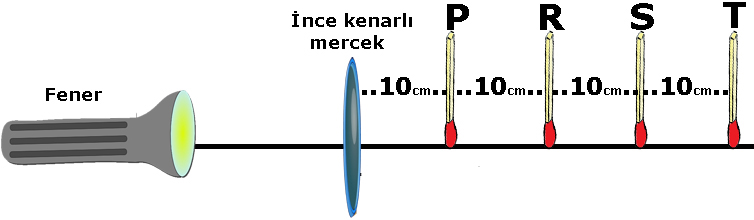 İnce kenarlı
mercek
P R S T
Fener
..10cm..10cm..10cm..10cm..